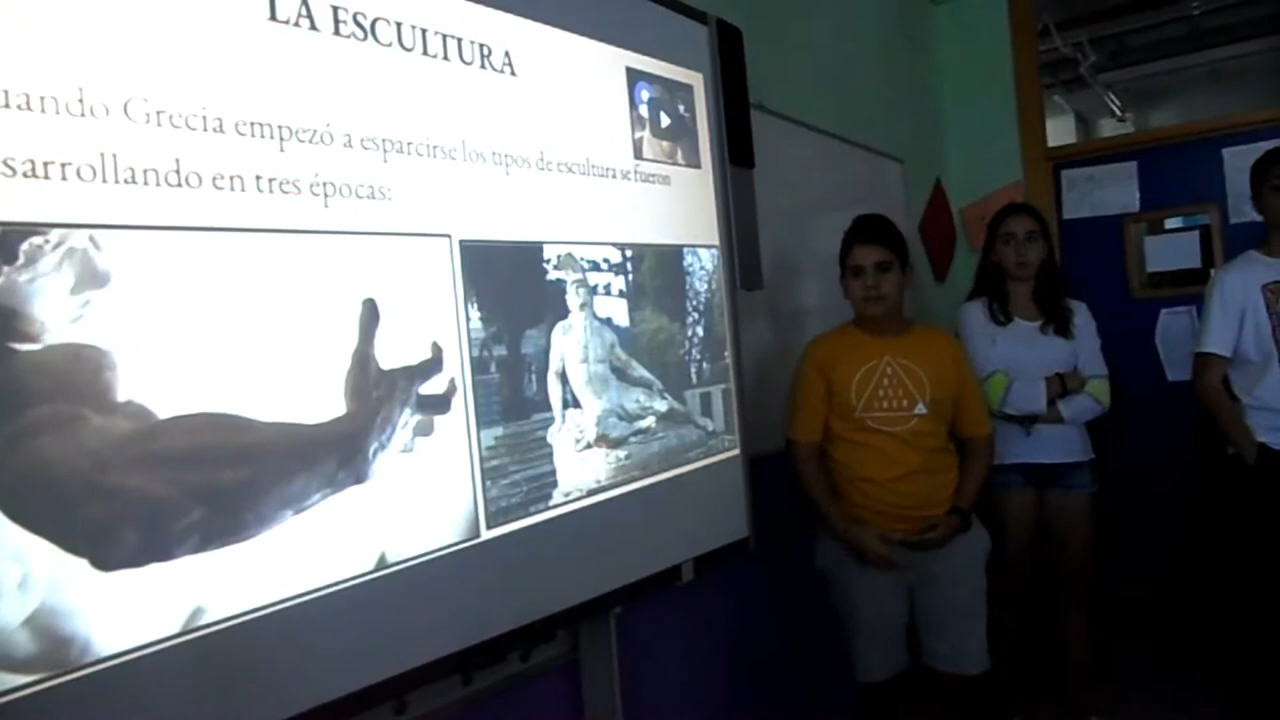 LA ESCULTURA
uando Grecia empezó a esparcirse los tipos de escultura se fueron
sarrollando en tres épocas: